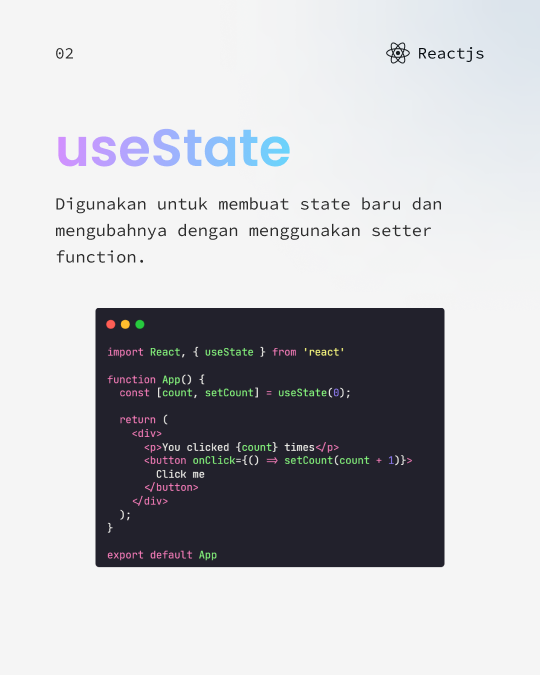 02
Reactjs
useState
Digunakan untuk membuat state baru dan
mengubahnya dengan menggunakan setter
function.
import React, { useState } from 'react'
function App() {
  const [count, setCount] = useState(0);
  return (
    <div>
      <p>You clicked {count} times</p>
      <button onClick={() => setCount(count + 1)}>
        Click me
      </button>
    </div>
  );
}
export default App